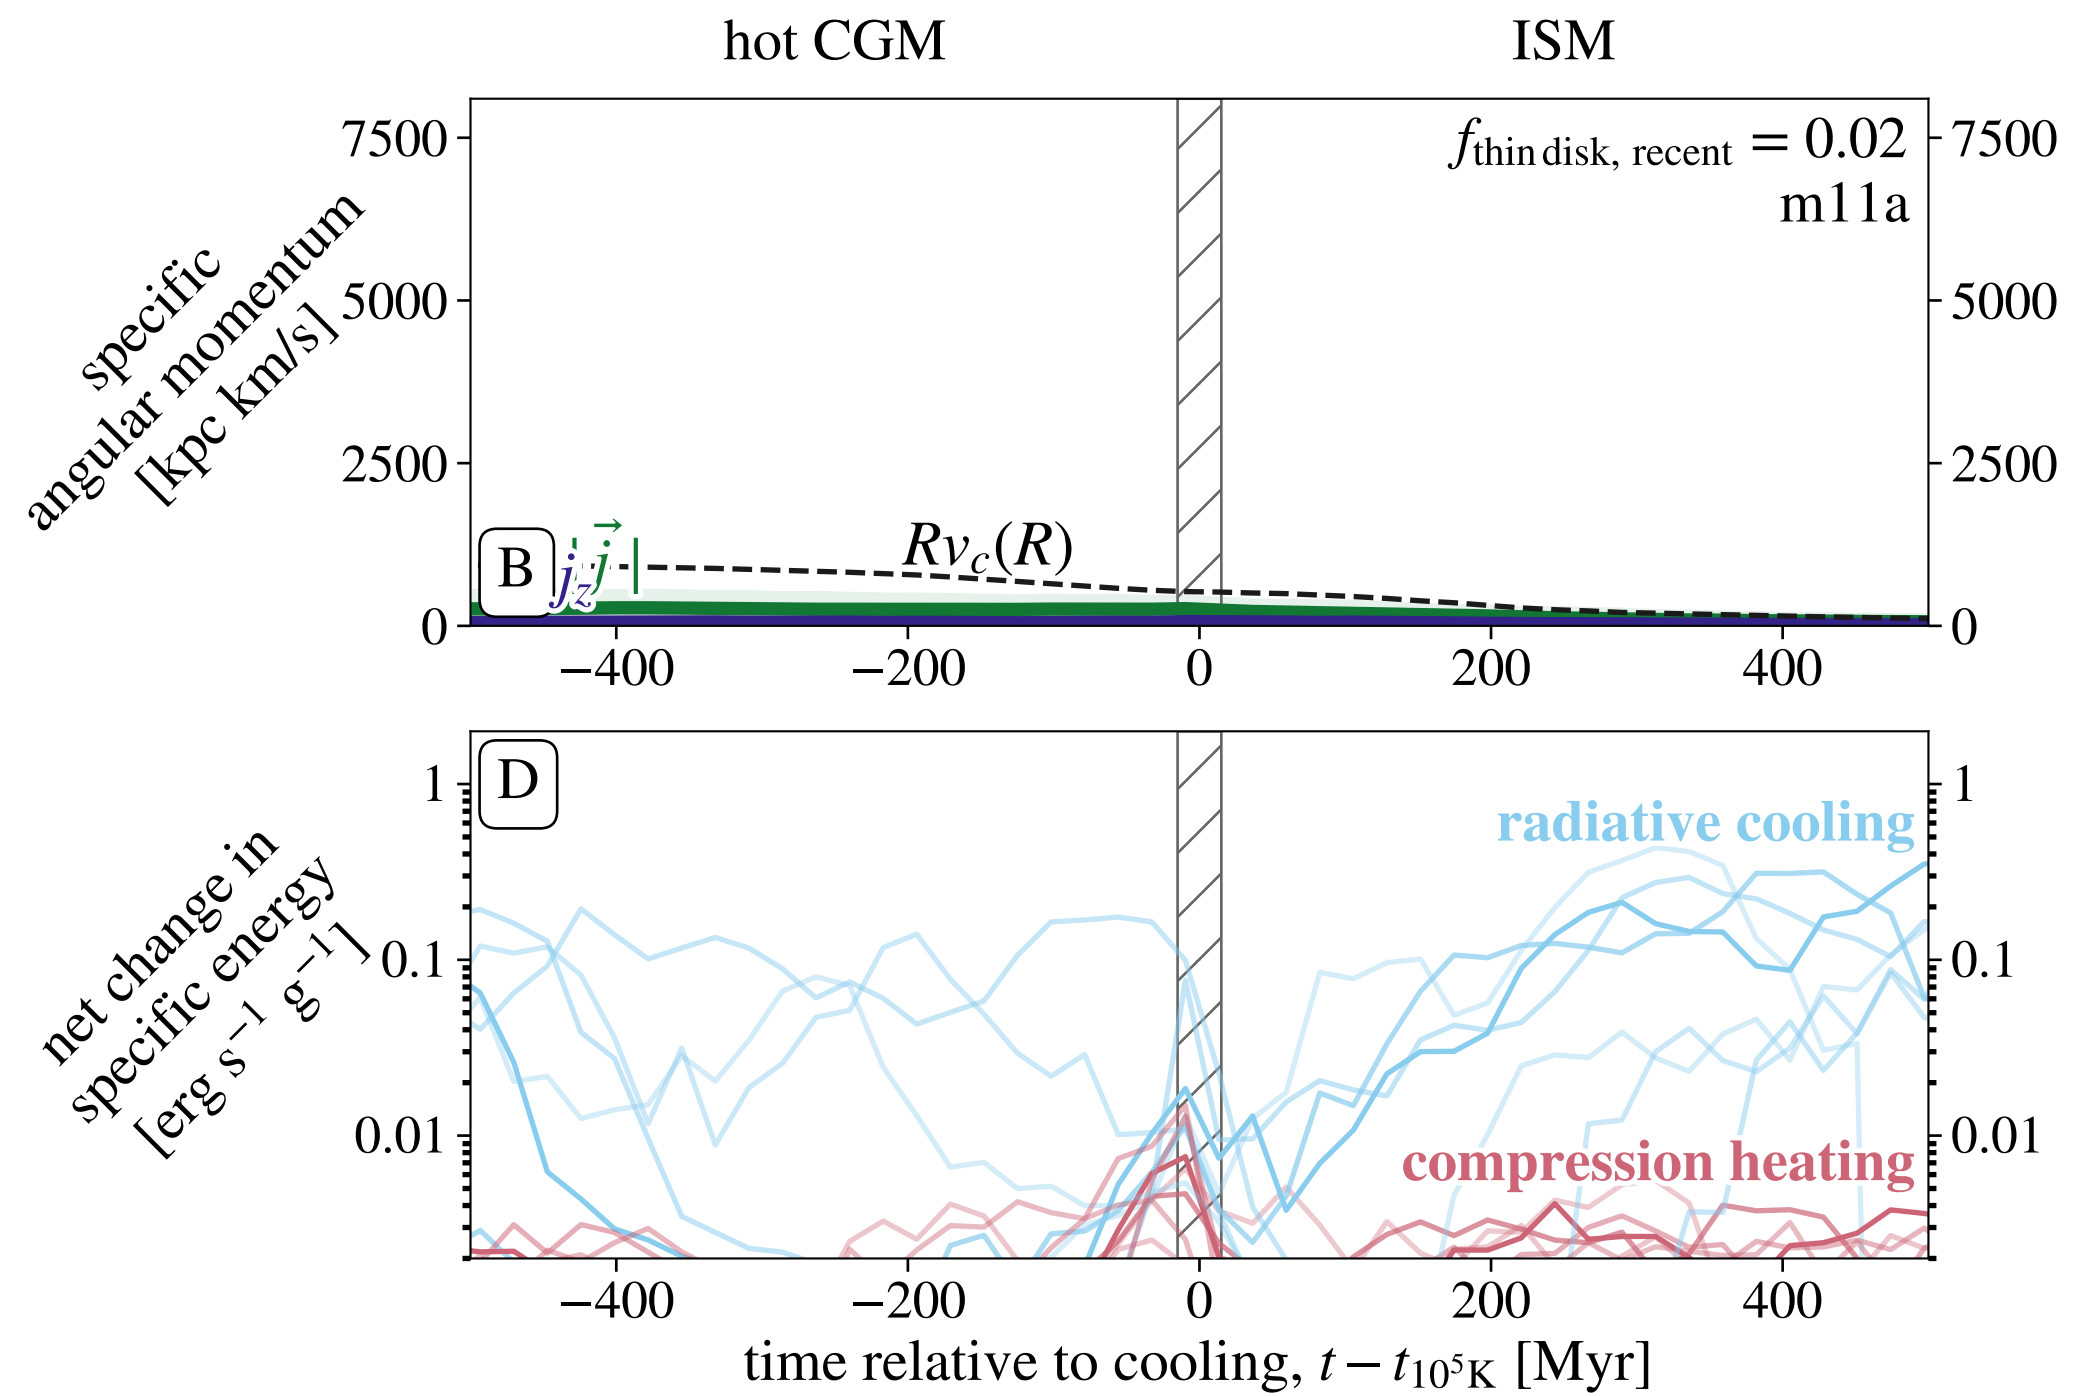 hot CGM
ISM
specific
angular momentum
[kpc km/s]
7500
5000
2500
0
f_thin disk, recent = 0.02
m11a
7500
5000
2500
0
B
j_z
|j⃗|
Rv_c(R)
−400
−200
0
200
400
net change in
specific energy
[erg s⁻¹ g⁻¹]
1
0.1
0.01
D
radiative cooling
compression heating
1
0.1
0.01
−400
−200
0
200
400
time relative to cooling, t − t_10⁵K [Myr]